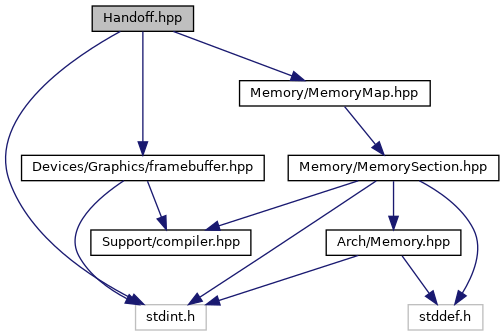 Handoff.hpp
Memory/MemoryMap.hpp
Devices/Graphics/framebuffer.hpp
Memory/MemorySection.hpp
Support/compiler.hpp
Arch/Memory.hpp
stdint.h
stddef.h